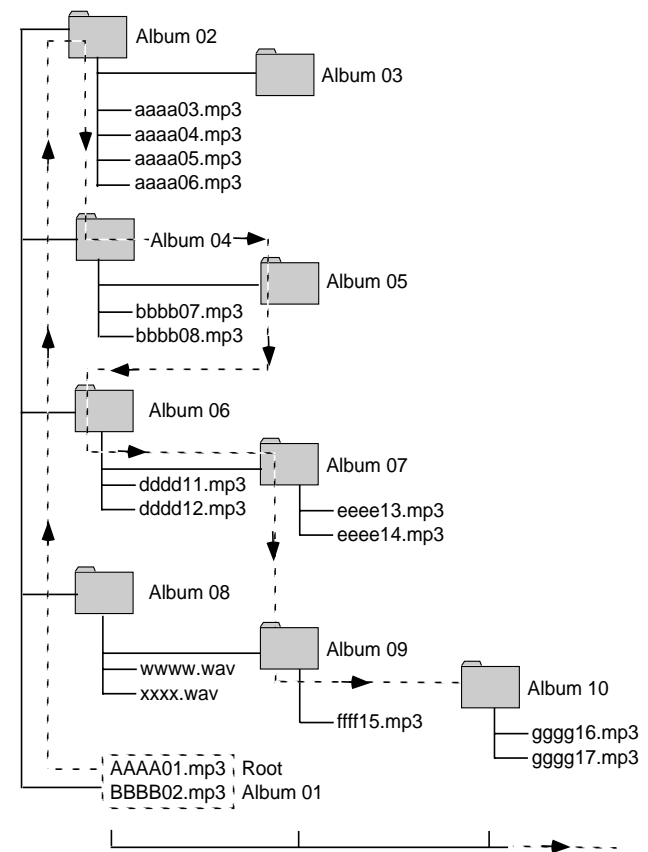 Album 02
Album 03
aaaa03.mp3
aaaa04.mp3
aaaa05.mp3
aaaa06.mp3
Album 04
Album 05
bbbb07.mp3
bbbb08.mp3
Album 06
Album 07
dddd11.mp3
dddd12.mp3
eeee13.mp3
eeee14.mp3
Album 08
Album 09
wwww.wav
xxxx.wav
Album 10
ffff15.mp3
gggg16.mp3
gggg17.mp3
AAAA01.mp3 Root
BBBB02.mp3 Album 01